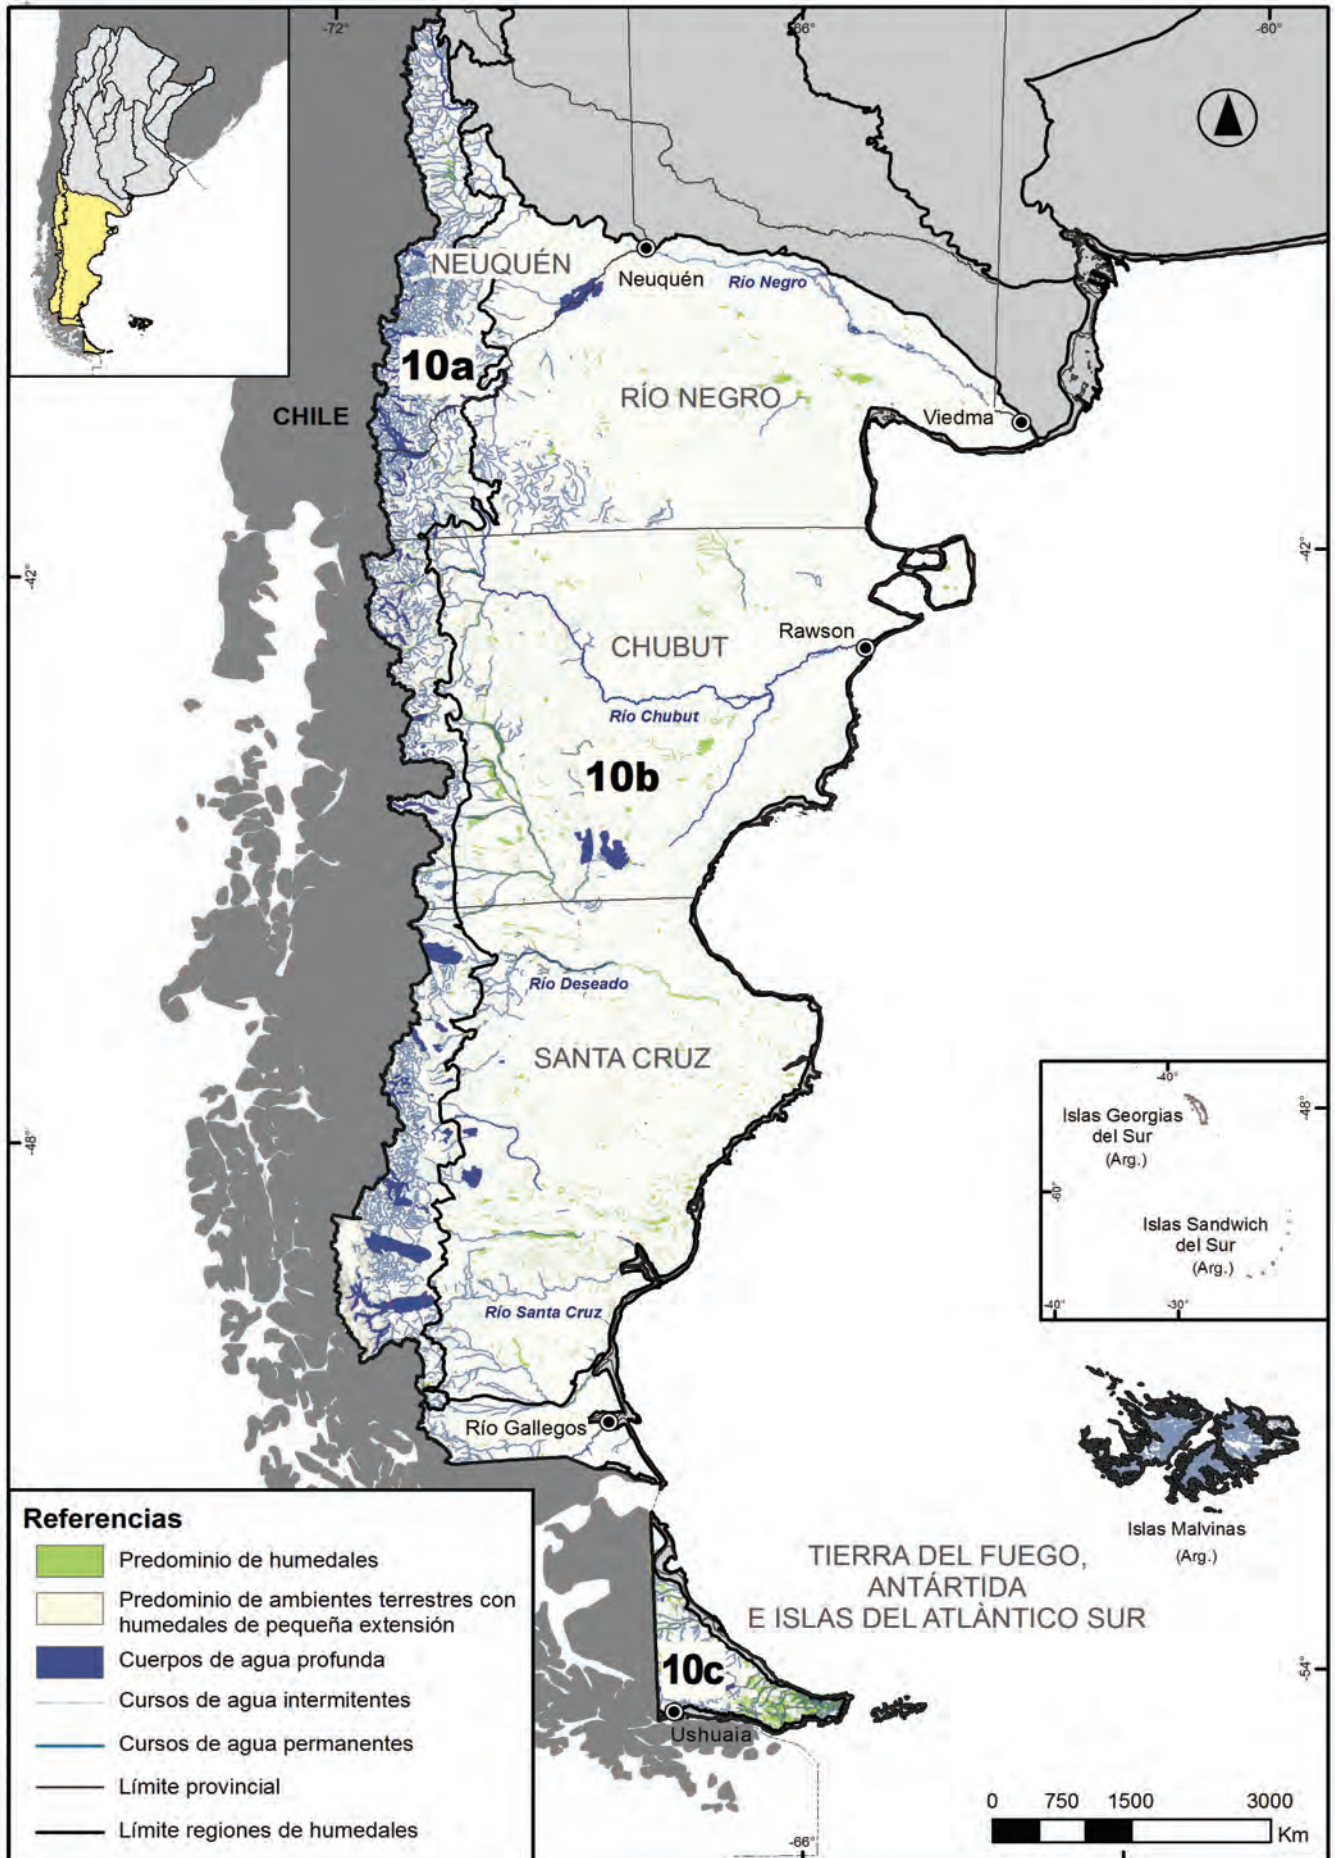 -72°
-66°
-60°
NEUQUÉN
Neuquén
Río Negro
10a
RÍO NEGRO
CHILE
Viedma
-42°
-42°
Rawson
CHUBUT
Río Chubut
10b
Río Deseado
SANTA CRUZ
-48°
-48°
-40°
Islas Georgias
del Sur
(Arg.)
-60°
Islas Sandwich
del Sur
(Arg.)
-40°
-30°
Río Santa Cruz
Río Gallegos
Islas Malvinas
(Arg.)
TIERRA DEL FUEGO,
ANTÁRTIDA
E ISLAS DEL ATLÀNTICO SUR
10c
-54°
Ushuaia
-66°
Referencias
Predominio de humedales
Predominio de ambientes terrestres con
humedales de pequeña extensión
Cuerpos de agua profunda
Cursos de agua intermitentes
Cursos de agua permanentes
Límite provincial
Límite regiones de humedales
0 750 1500 3000
Km